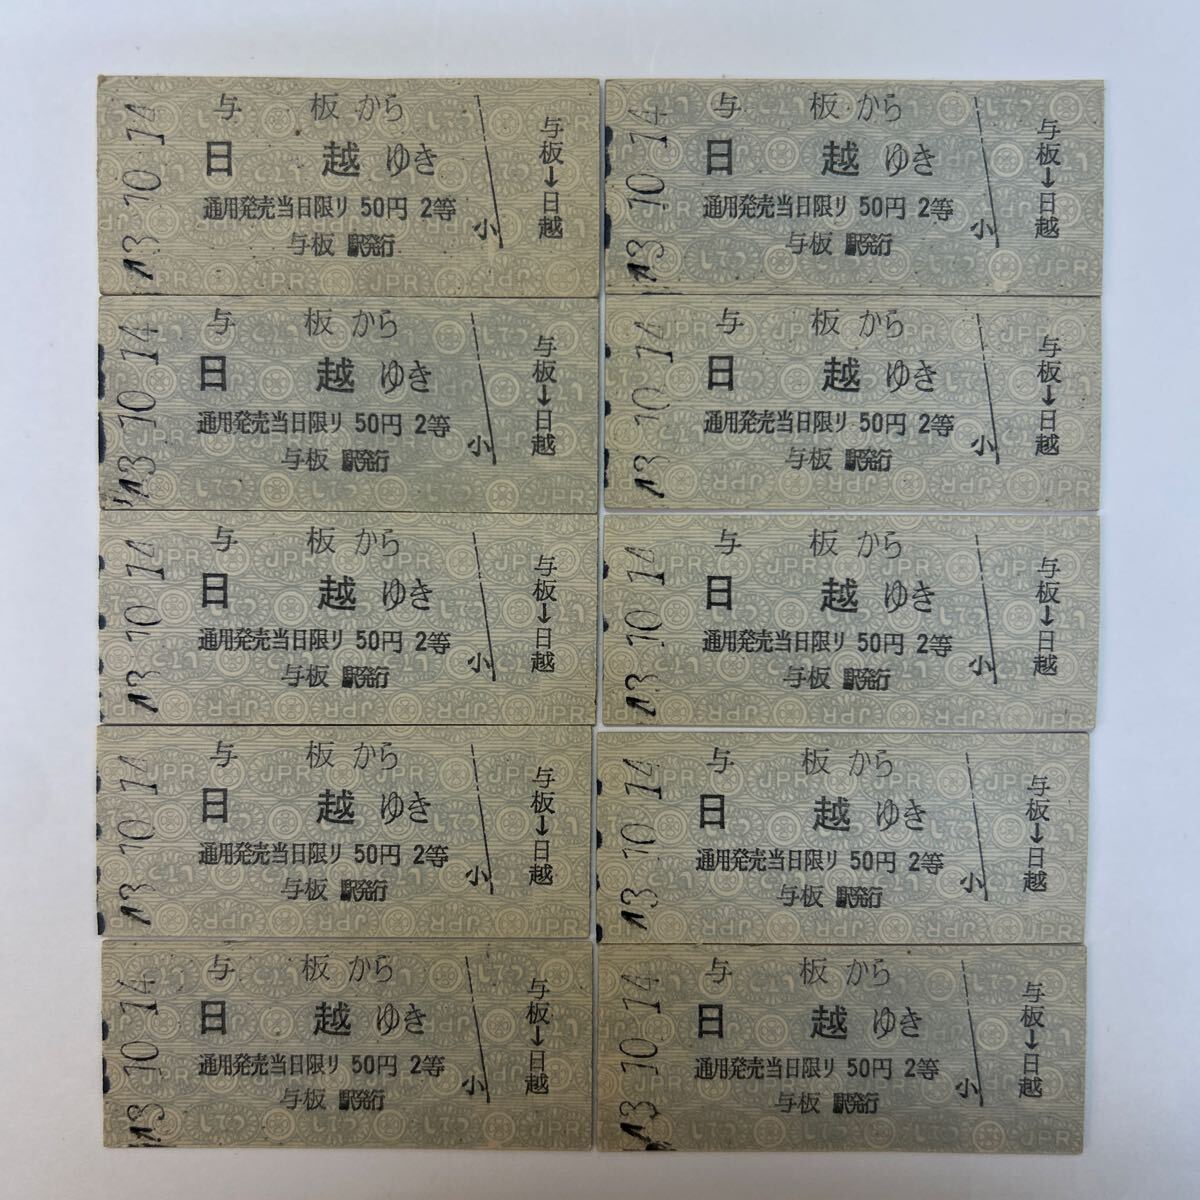 与 板から
日 越ゆき
通用発売当日限り 50円 2等
与板 駅発行
小
与板→日越
13.10.14
与 板から
日 越ゆき
通用発売当日限り 50円 2等
与板 駅発行
小
与板→日越
13.10.14
与 板から
日 越ゆき
通用発売当日限り 50円 2等
与板 駅発行
小
与板→日越
13.10.14
与 板から
日 越ゆき
通用発売当日限り 50円 2等
与板 駅発行
小
与板→日越
13.10.14
与 板から
日 越ゆき
通用発売当日限り 50円 2等
与板 駅発行
小
与板→日越
13.10.14
与 板から
日 越ゆき
通用発売当日限り 50円 2等
与板 駅発行
小
与板→日越
13.10.14
与 板から
日 越ゆき
通用発売当日限り 50円 2等
与板 駅発行
小
与板→日越
13.10.14
与 板から
日 越ゆき
通用発売当日限り 50円 2等
与板 駅発行
小
与板→日越
13.10.14
与 板から
日 越ゆき
通用発売当日限り 50円 2等
与板 駅発行
小
与板→日越
13.10.14
与 板から
日 越ゆき
通用発売当日限り 50円 2等
与板 駅発行
小
与板→日越
13.10.14